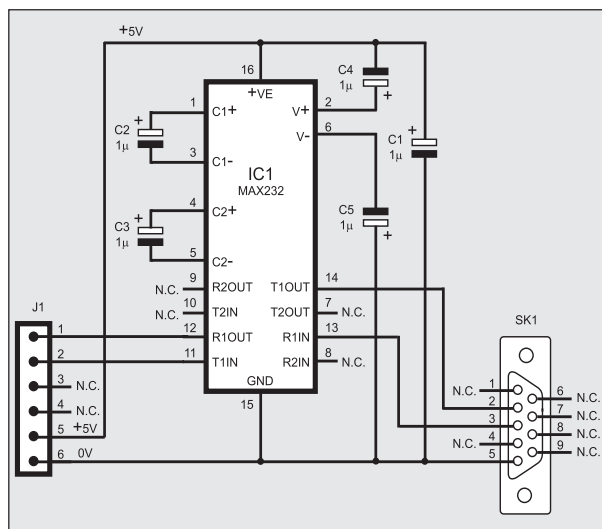 +5V
16
+VE
C4
1µ
+
1
C1+
V+
2
+
C2
1µ
+
V-
6
C1
1µ
+
3
C1-
IC1
MAX232
4
C2+
+
C3
1µ
C5
1µ
+
5
C2-
9
N.C.
R2OUT
T1OUT
14
10
N.C.
T2IN
T2OUT
7
N.C.
J1
12
R1OUT
R1IN
13
SK1
11
T1IN
R2IN
8
N.C.
GND
15
1
2
3
N.C.
4
N.C.
5
+5V
6
0V
N.C.
1
6
N.C.
2
7
N.C.
3
8
N.C.
N.C.
4
9
N.C.
5